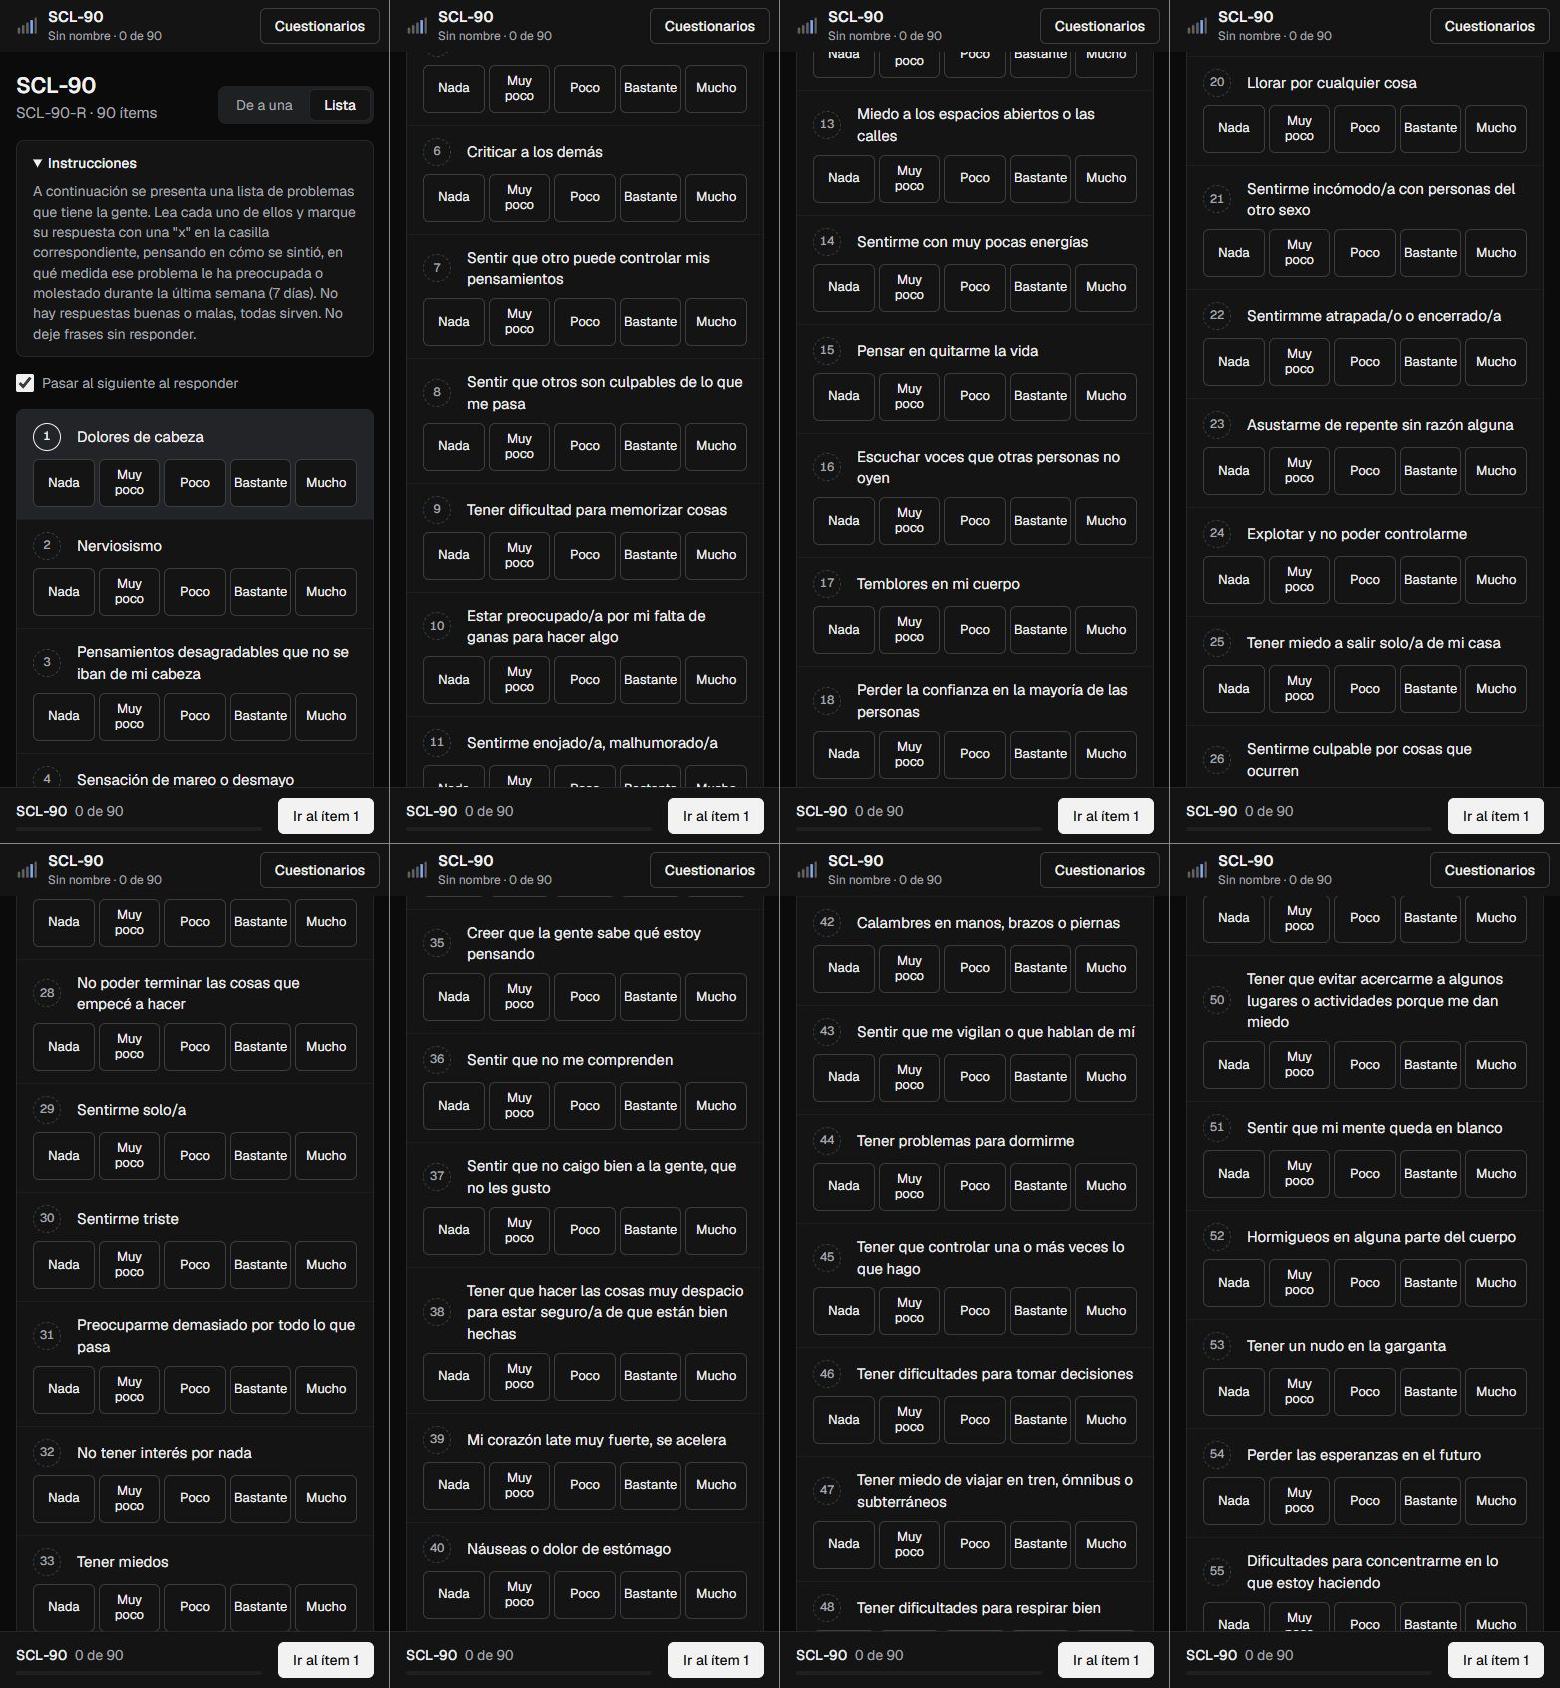 SCL-90
Sin nombre · 0 de 90
Cuestionarios
SCL-90
SCL-90-R · 90 ítems
De a una
Lista
▼ Instrucciones
A continuación se presenta una lista de problemas
que tiene la gente. Lea cada uno de ellos y marque
su respuesta con una "x" en la casilla
correspondiente, pensando en cómo se sintió, en
qué medida ese problema le ha preocupada o
molestado durante la última semana (7 días). No
hay respuestas buenas o malas, todas sirven. No
deje frases sin responder.
Pasar al siguiente al responder
1 Dolores de cabeza
Nada Muy poco Poco Bastante Mucho
2 Nerviosismo
Nada Muy poco Poco Bastante Mucho
3 Pensamientos desagradables que no se
iban de mi cabeza
Nada Muy poco Poco Bastante Mucho
4 Sensación de mareo o desmayo
SCL-90 0 de 90
Ir al ítem 1
SCL-90
Sin nombre · 0 de 90
Cuestionarios
Nada Muy poco Poco Bastante Mucho
6 Criticar a los demás
Nada Muy poco Poco Bastante Mucho
7 Sentir que otro puede controlar mis
pensamientos
Nada Muy poco Poco Bastante Mucho
8 Sentir que otros son culpables de lo que
me pasa
Nada Muy poco Poco Bastante Mucho
9 Tener dificultad para memorizar cosas
Nada Muy poco Poco Bastante Mucho
10 Estar preocupado/a por mi falta de
ganas para hacer algo
Nada Muy poco Poco Bastante Mucho
11 Sentirme enojado/a, malhumorado/a
Nada Muy Poco Bastante Mucho
SCL-90 0 de 90
Ir al ítem 1
SCL-90
Sin nombre · 0 de 90
Cuestionarios
Nada poco Poco Bastante Mucho
13 Miedo a los espacios abiertos o las
calles
Nada Muy poco Poco Bastante Mucho
14 Sentirme con muy pocas energías
Nada Muy poco Poco Bastante Mucho
15 Pensar en quitarme la vida
Nada Muy poco Poco Bastante Mucho
16 Escuchar voces que otras personas no
oyen
Nada Muy poco Poco Bastante Mucho
17 Temblores en mi cuerpo
Nada Muy poco Poco Bastante Mucho
18 Perder la confianza en la mayoría de las
personas
Nada Muy poco Poco Bastante Mucho
SCL-90 0 de 90
Ir al ítem 1
SCL-90
Sin nombre · 0 de 90
Cuestionarios
20 Llorar por cualquier cosa
Nada Muy poco Poco Bastante Mucho
21 Sentirme incómodo/a con personas del
otro sexo
Nada Muy poco Poco Bastante Mucho
22 Sentirmme atrapada/o o encerrado/a
Nada Muy poco Poco Bastante Mucho
23 Asustarme de repente sin razón alguna
Nada Muy poco Poco Bastante Mucho
24 Explotar y no poder controlarme
Nada Muy poco Poco Bastante Mucho
25 Tener miedo a salir solo/a de mi casa
Nada Muy poco Poco Bastante Mucho
26 Sentirme culpable por cosas que
ocurren
SCL-90 0 de 90
Ir al ítem 1
SCL-90
Sin nombre · 0 de 90
Cuestionarios
Nada Muy poco Poco Bastante Mucho
28 No poder terminar las cosas que
empecé a hacer
Nada Muy poco Poco Bastante Mucho
29 Sentirme solo/a
Nada Muy poco Poco Bastante Mucho
30 Sentirme triste
Nada Muy poco Poco Bastante Mucho
31 Preocuparme demasiado por todo lo que
pasa
Nada Muy poco Poco Bastante Mucho
32 No tener interés por nada
Nada Muy poco Poco Bastante Mucho
33 Tener miedos
Nada Muy poco Poco Bastante Mucho
SCL-90 0 de 90
Ir al ítem 1
SCL-90
Sin nombre · 0 de 90
Cuestionarios
35 Creer que la gente sabe qué estoy
pensando
Nada Muy poco Poco Bastante Mucho
36 Sentir que no me comprenden
Nada Muy poco Poco Bastante Mucho
37 Sentir que no caigo bien a la gente, que
no les gusto
Nada Muy poco Poco Bastante Mucho
38 Tener que hacer las cosas muy despacio
para estar seguro/a de que están bien
hechas
Nada Muy poco Poco Bastante Mucho
39 Mi corazón late muy fuerte, se acelera
Nada Muy poco Poco Bastante Mucho
40 Náuseas o dolor de estómago
Nada Muy poco Poco Bastante Mucho
SCL-90 0 de 90
Ir al ítem 1
SCL-90
Sin nombre · 0 de 90
Cuestionarios
42 Calambres en manos, brazos o piernas
Nada Muy poco Poco Bastante Mucho
43 Sentir que me vigilan o que hablan de mí
Nada Muy poco Poco Bastante Mucho
44 Tener problemas para dormirme
Nada Muy poco Poco Bastante Mucho
45 Tener que controlar una o más veces lo
que hago
Nada Muy poco Poco Bastante Mucho
46 Tener dificultades para tomar decisiones
Nada Muy poco Poco Bastante Mucho
47 Tener miedo de viajar en tren, ómnibus o
subterráneos
Nada Muy poco Poco Bastante Mucho
48 Tener dificultades para respirar bien
SCL-90 0 de 90
Ir al ítem 1
SCL-90
Sin nombre · 0 de 90
Cuestionarios
Nada Muy poco Poco Bastante Mucho
50 Tener que evitar acercarme a algunos
lugares o actividades porque me dan
miedo
Nada Muy poco Poco Bastante Mucho
51 Sentir que mi mente queda en blanco
Nada Muy poco Poco Bastante Mucho
52 Hormigueos en alguna parte del cuerpo
Nada Muy poco Poco Bastante Mucho
53 Tener un nudo en la garganta
Nada Muy poco Poco Bastante Mucho
54 Perder las esperanzas en el futuro
Nada Muy poco Poco Bastante Mucho
55 Dificultades para concentrarme en lo
que estoy haciendo
Nada Muy Poco Bastante Mucho
SCL-90 0 de 90
Ir al ítem 1